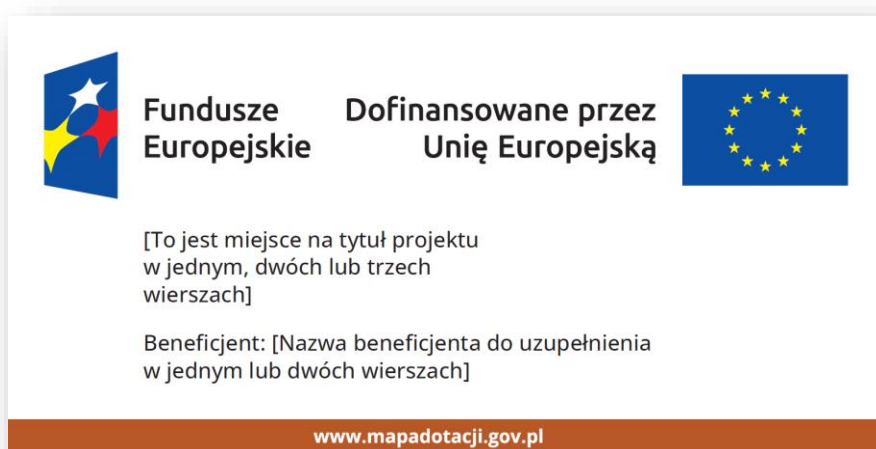 Fundusze
Europejskie
Dofinansowane przez
Unię Europejską
[To jest miejsce na tytuł projektu
w jednym, dwóch lub trzech
wierszach]
Beneficjent: [Nazwa beneficjenta do uzupełnienia
w jednym lub dwóch wierszach]
www.mapadotacji.gov.pl